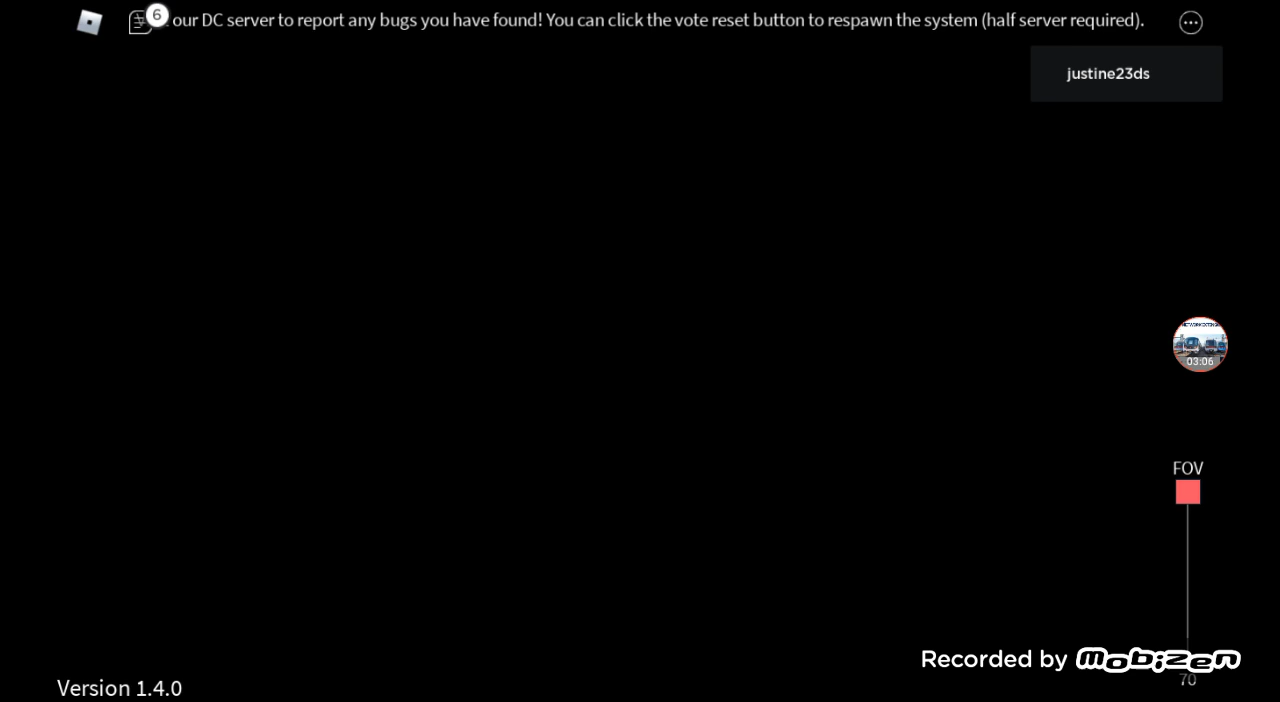 6
our DC server to report any bugs you have found! You can click the vote reset button to respawn the system (half server required).
justine23ds
03:06
FOV
Recorded by mobizen
70
Version 1.4.0